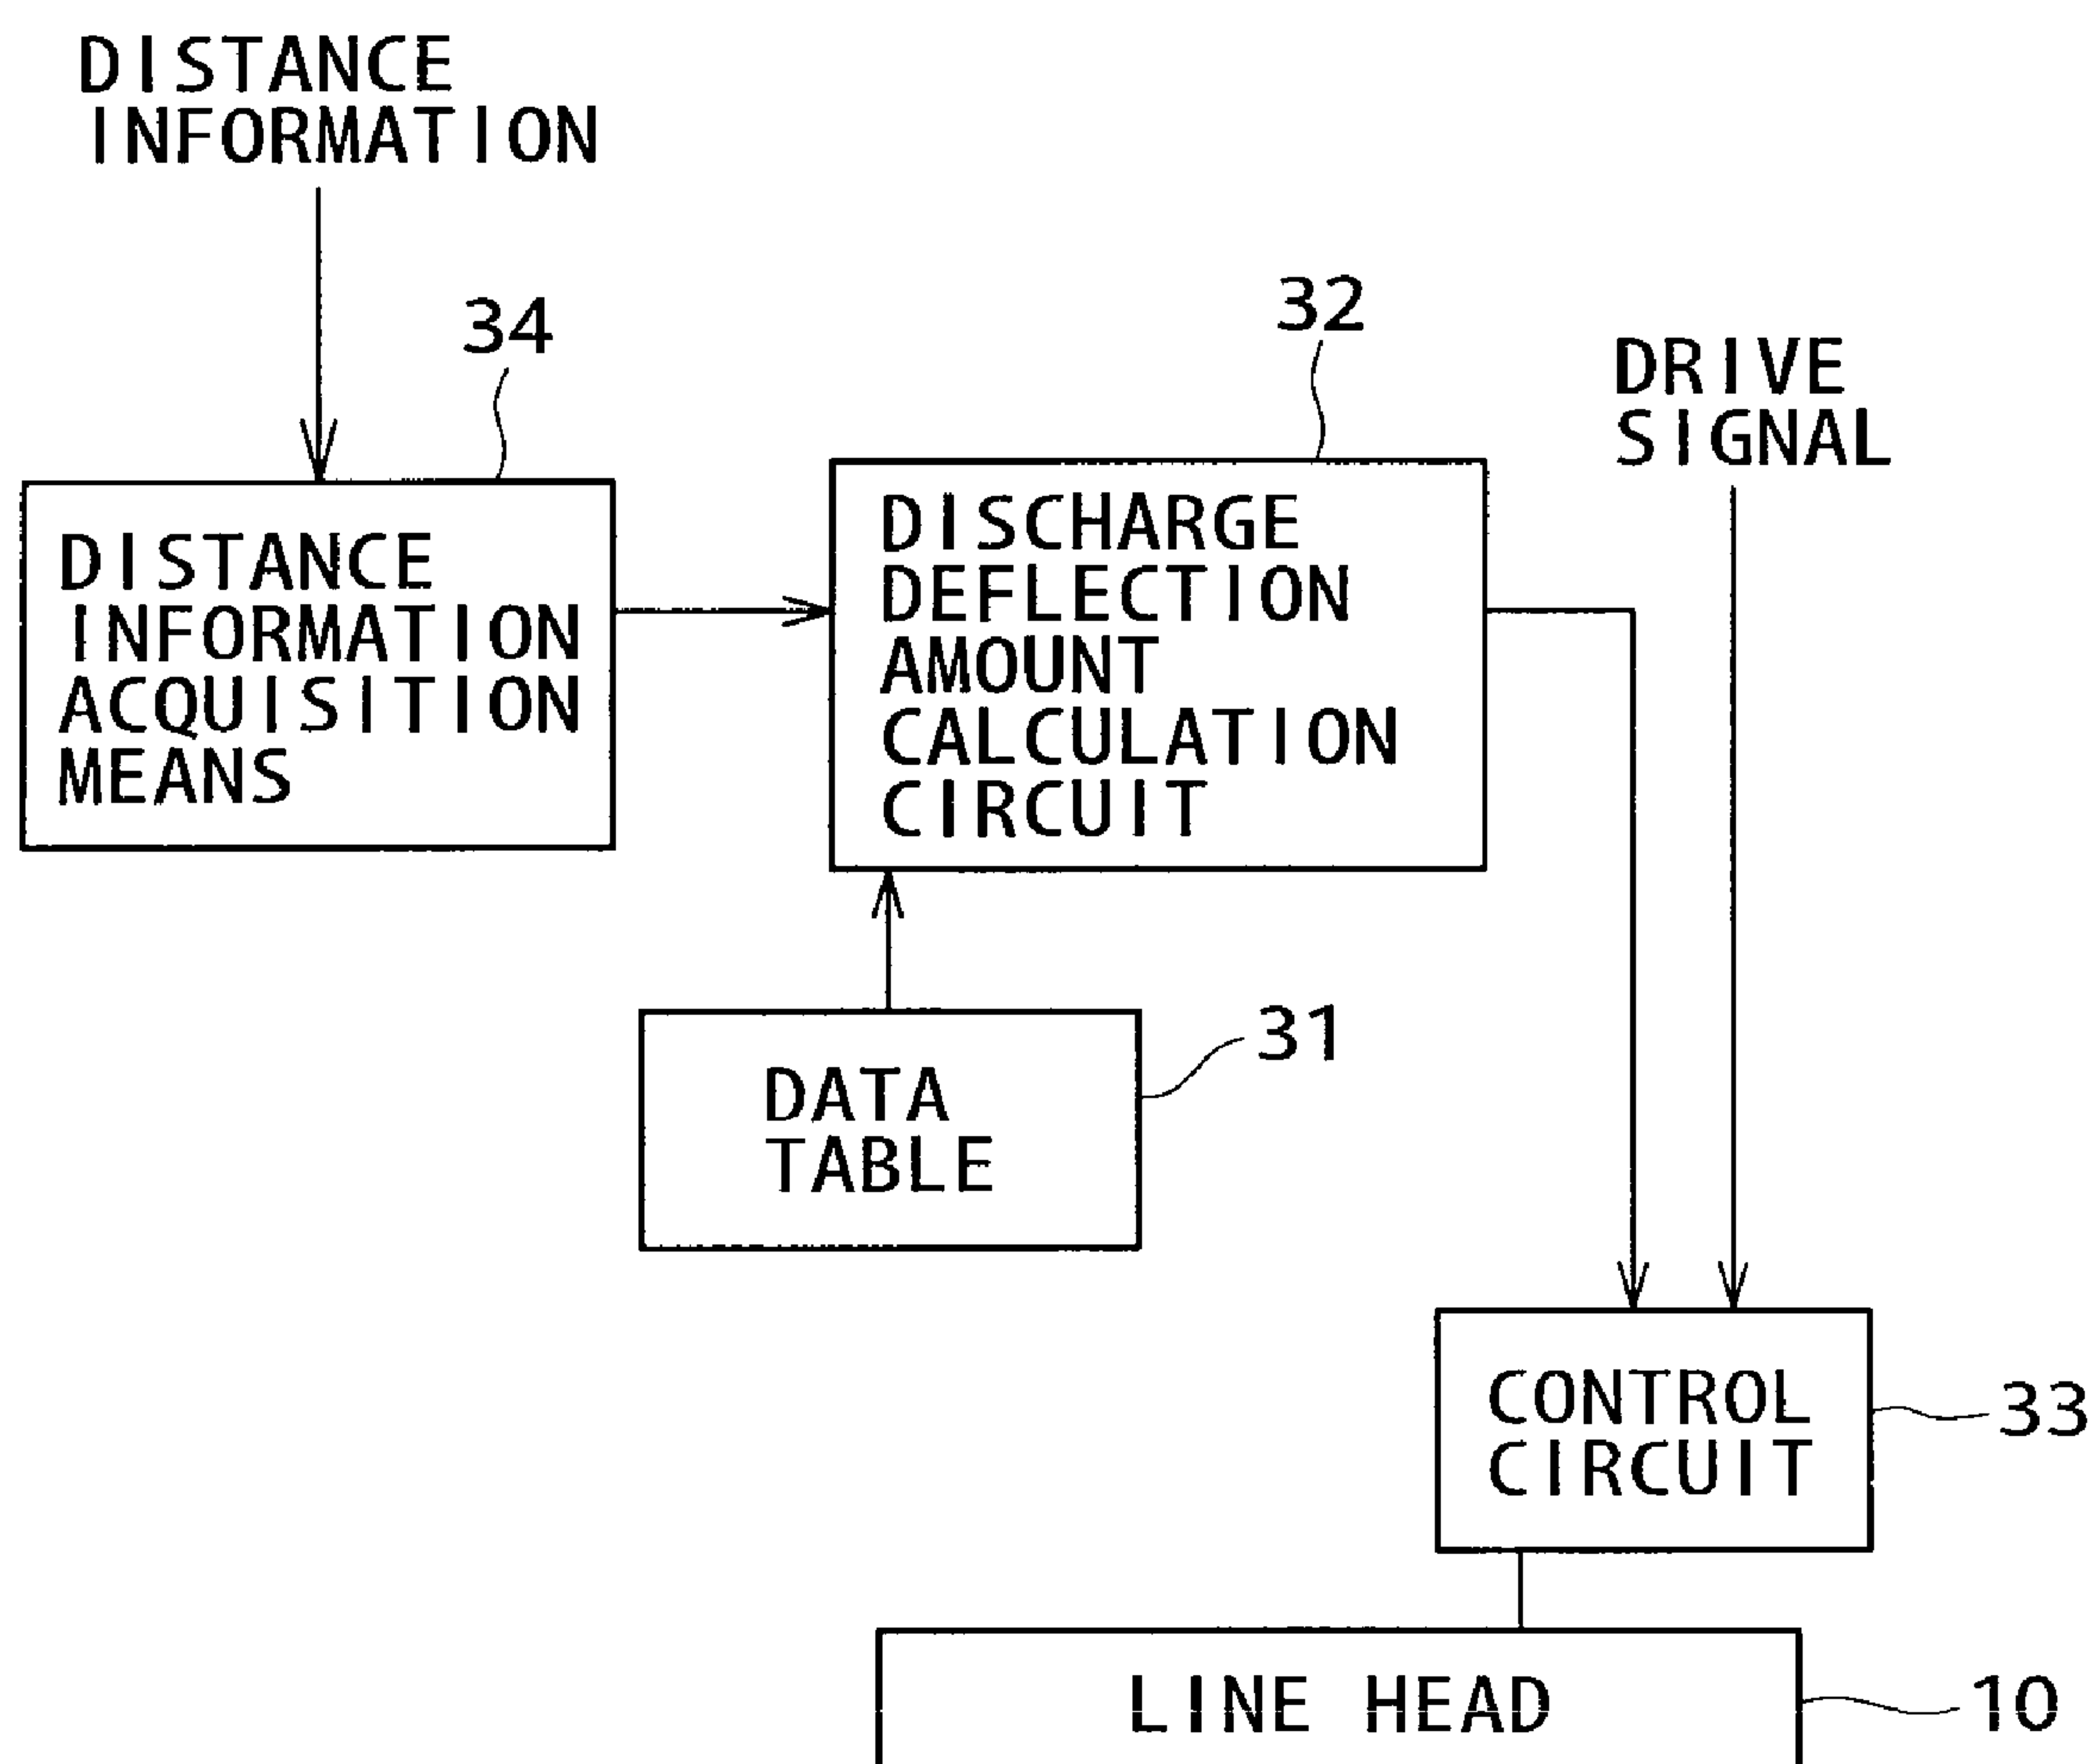 DISTANCE
INFORMATION
34
32
DRIVE
SIGNAL
DISTANCE
INFORMATION
ACQUISITION
MEANS
DISCHARGE
DEFLECTION
AMOUNT
CALCULATION
CIRCUIT
31
DATA
TABLE
CONTROL
CIRCUIT
33
LINE HEAD
10